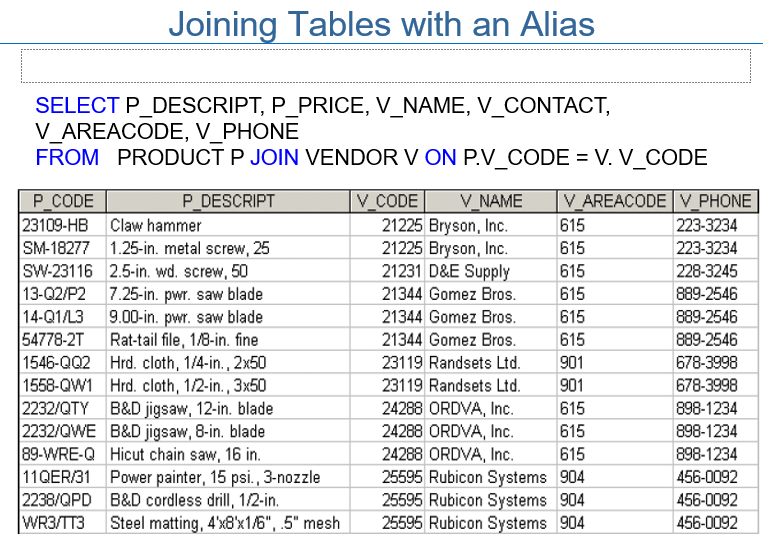 Joining Tables with an Alias
SELECT P_DESCRIPT, P_PRICE, V_NAME, V_CONTACT,
V_AREACODE, V_PHONE
FROM PRODUCT P JOIN VENDOR V ON P.V_CODE = V. V_CODE
P_CODE P_DESCRIPT V_CODE V_NAME V_AREACODE V_PHONE
23109-HB Claw hammer 21225 Bryson, Inc. 615 223-3234
SM-18277 1.25-in. metal screw, 25 21225 Bryson, Inc. 615 223-3234
SW-23116 2.5-in. wd. screw, 50 21231 D&E Supply 615 228-3245
13-Q2/P2 7.25-in. pwr. saw blade 21344 Gomez Bros. 615 889-2546
14-Q1/L3 9.00-in. pwr. saw blade 21344 Gomez Bros. 615 889-2546
54778-2T Rat-tail file, 1/8-in. fine 21344 Gomez Bros. 615 889-2546
1546-QQ2 Hrd. cloth, 1/4-in., 2x50 23119 Randsets Ltd. 901 678-3998
1558-QW1 Hrd. cloth, 1/2-in., 3x50 23119 Randsets Ltd. 901 678-3998
2232/QTY B&D jigsaw, 12-in. blade 24288 ORDVA, Inc. 615 898-1234
2232/QWE B&D jigsaw, 8-in. blade 24288 ORDVA, Inc. 615 898-1234
89-WRE-Q Hicut chain saw, 16 in. 24288 ORDVA, Inc. 615 898-1234
11QER/31 Power painter, 15 psi., 3-nozzle 25595 Rubicon Systems 904 456-0092
2238/QPD B&D cordless drill, 1/2-in. 25595 Rubicon Systems 904 456-0092
WR3/TT3 Steel matting, 4'x8'x1/6", .5" mesh 25595 Rubicon Systems 904 456-0092